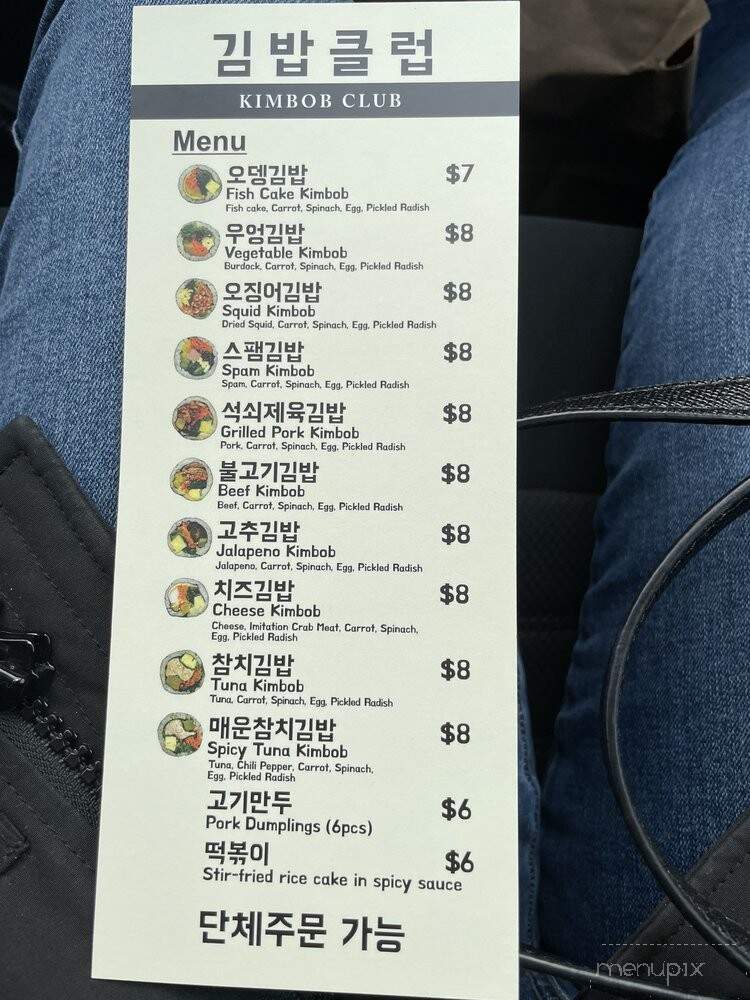 김밥클럽
KIMBOB CLUB
Menu
오뎅김밥 $7
Fish Cake Kimbob
Fish cake, Carrot, Spinach, Egg, Pickled Radish
우엉김밥 $8
Vegetable Kimbob
Burdock, Carrot, Spinach, Egg, Pickled Radish
오징어김밥 $8
Squid Kimbob
Dried Squid, Carrot, Spinach, Egg, Pickled Radish
스팸김밥 $8
Spam Kimbob
Spam, Carrot, Spinach, Egg, Pickled Radish
석쇠제육김밥 $8
Grilled Pork Kimbob
Pork, Carrot, Spinach, Egg, Pickled Radish
불고기김밥 $8
Beef Kimbob
Beef, Carrot, Spinach, Egg, Pickled Radish
고추김밥 $8
Jalapeno Kimbob
Jalapeno, Carrot, Spinach, Egg, Pickled Radish
치즈김밥 $8
Cheese Kimbob
Cheese, Imitation Crab Meat, Carrot, Spinach,
Egg, Pickled Radish
참치김밥 $8
Tuna Kimbob
Tuna, Carrot, Spinach, Egg, Pickled Radish
매운참치김밥 $8
Spicy Tuna Kimbob
Tuna, Chili Pepper, Carrot, Spinach,
Egg, Pickled Radish
고기만두 $6
Pork Dumplings (6pcs)
떡볶이 $6
Stir-fried rice cake in spicy sauce
단체주문 가능
menupix